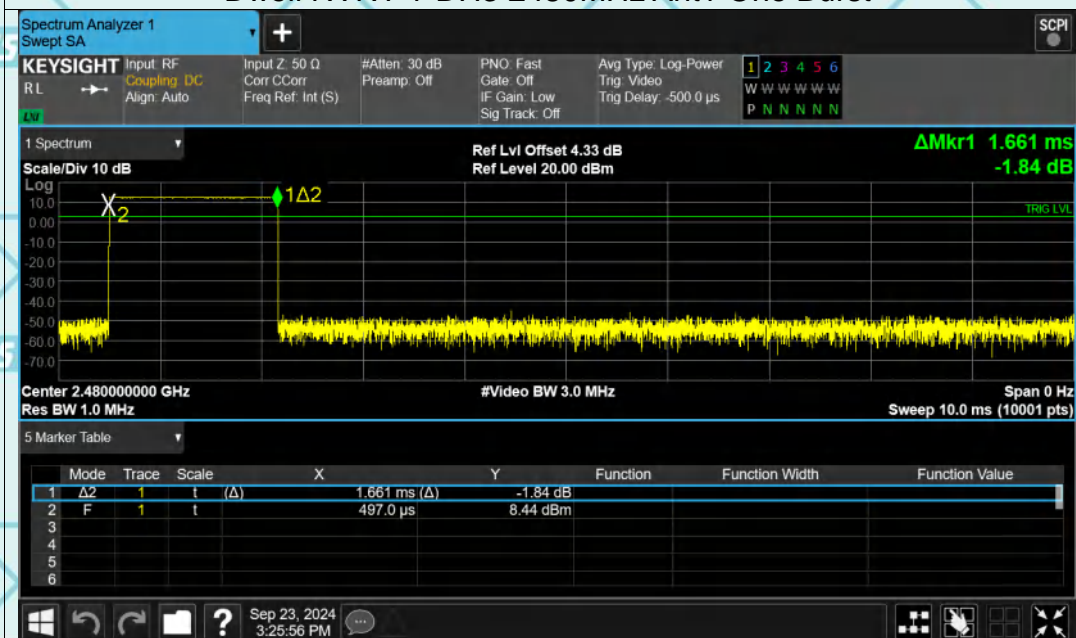 Spectrum Analyzer 1
Swept SA
SCPI
KEYSIGHT
RL
LXI
Input: RF
Coupling: DC
Align: Auto
Input Z: 50 Ω
Corr CCorr
Freq Ref: Int (S)
#Atten: 30 dB
Preamp: Off
PNO: Fast
Gate: Off
IF Gain: Low
Sig Track: Off
Avg Type: Log-Power
Trig: Video
Trig Delay: -500.0 µs
1 2 3 4 5 6
W W W W W W
P N N N N N
1 Spectrum
Scale/Div 10 dB
Ref Lvl Offset 4.33 dB
Ref Level 20.00 dBm
ΔMkr1 1.661 ms
-1.84 dB
Log
10.0
0.00
-10.0
-20.0
-30.0
-40.0
-50.0
-60.0
-70.0
X2
1Δ2
TRIG LVL
Center 2.480000000 GHz
#Video BW 3.0 MHz
Span 0 Hz
Res BW 1.0 MHz
Sweep 10.0 ms (10001 pts)
5 Marker Table
Mode Trace Scale X Y Function Function Width Function Value
1 Δ2 1 t (Δ) 1.661 ms (Δ) -1.84 dB
2 F 1 t 497.0 µs 8.44 dBm
3
4
5
6
?
Sep 23, 2024
3:25:56 PM